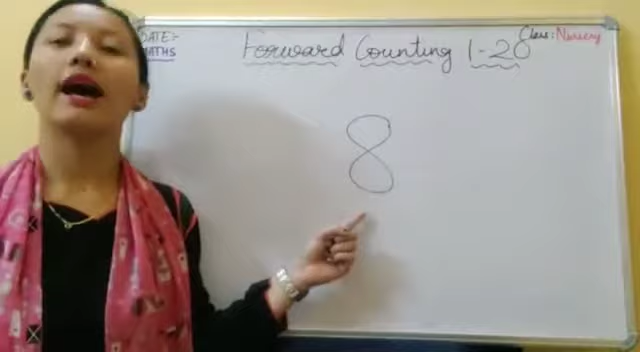 DATE:-
MATHS
Forward Counting 1-20
Class: Nursery
8